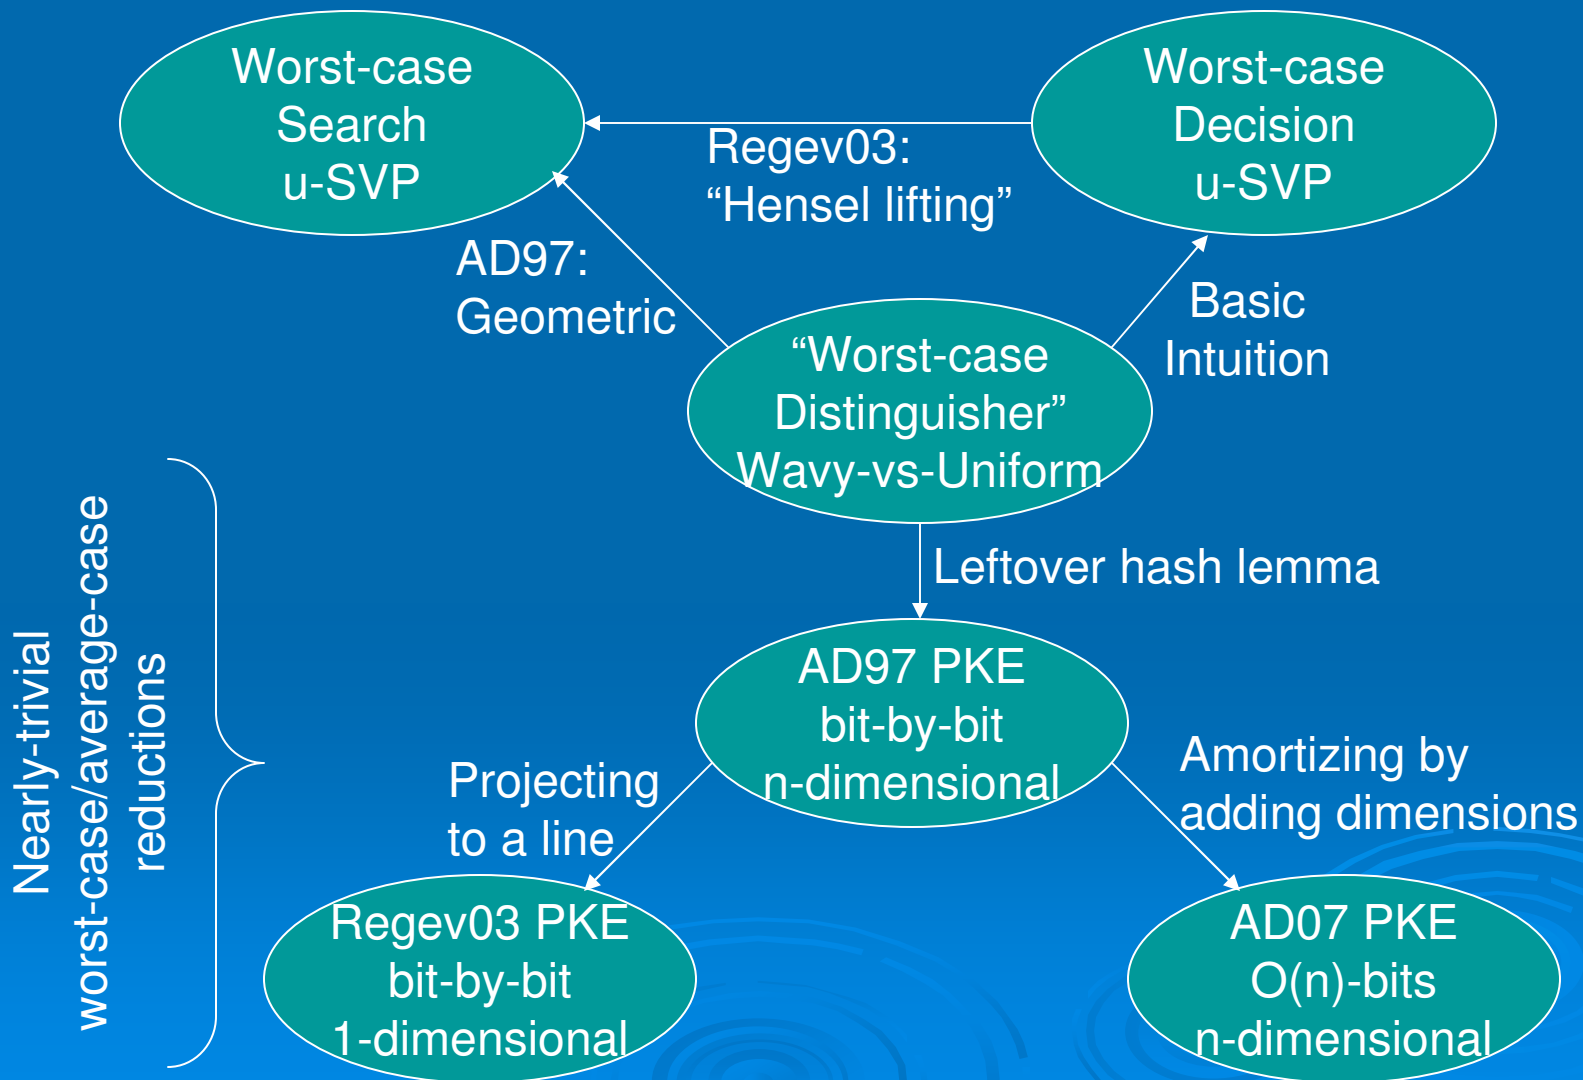 Worst-case
Search
u-SVP
Worst-case
Decision
u-SVP
Regev03:
“Hensel lifting”
AD97:
Geometric
Basic
Intuition
“Worst-case
Distinguisher”
Wavy-vs-Uniform
Leftover hash lemma
Nearly-trivial
worst-case/average-case
reductions
AD97 PKE
bit-by-bit
n-dimensional
Projecting
to a line
Amortizing by
adding dimensions
Regev03 PKE
bit-by-bit
1-dimensional
AD07 PKE
O(n)-bits
n-dimensional